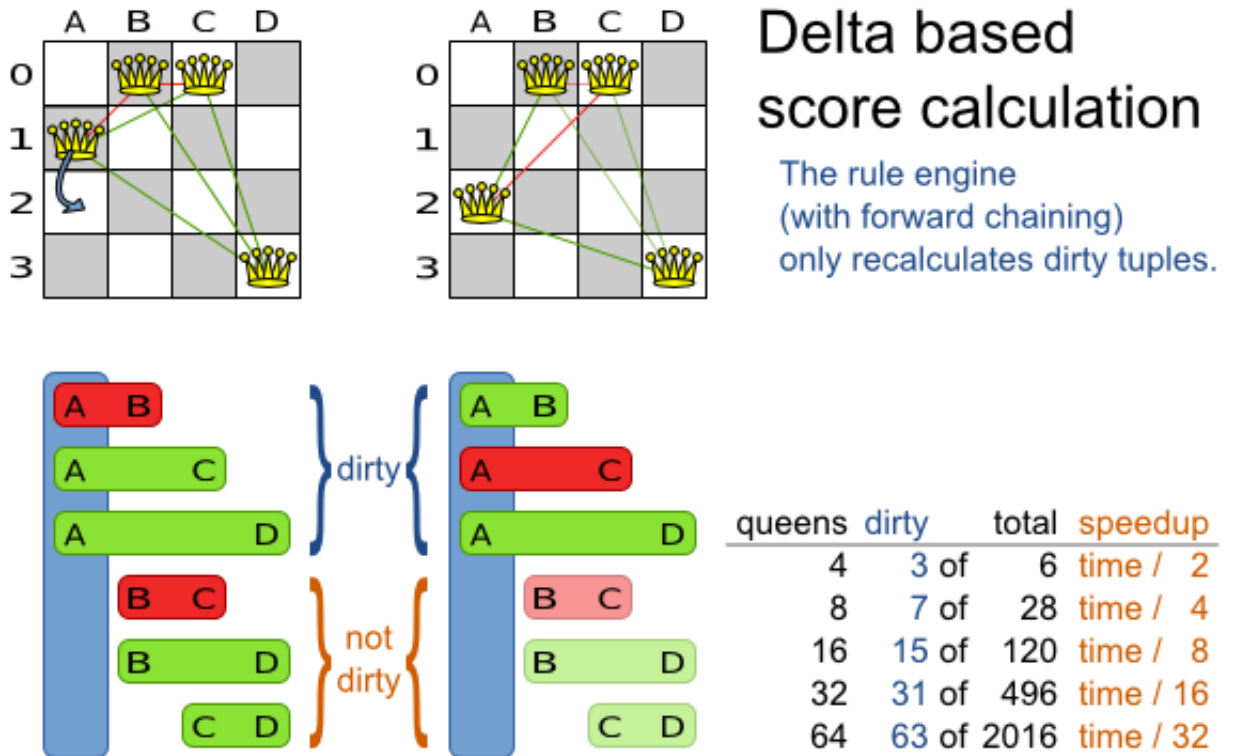 A B C D
0
1
2
3
A B C D
0
1
2
3
Delta based
score calculation
The rule engine
(with forward chaining)
only recalculates dirty tuples.
A B
A C
A D
B C
B D
C D
dirty
not
dirty
A B
A C
A D
B C
B D
C D
queens dirty total speedup
4 3 of 6 time / 2
8 7 of 28 time / 4
16 15 of 120 time / 8
32 31 of 496 time / 16
64 63 of 2016 time / 32